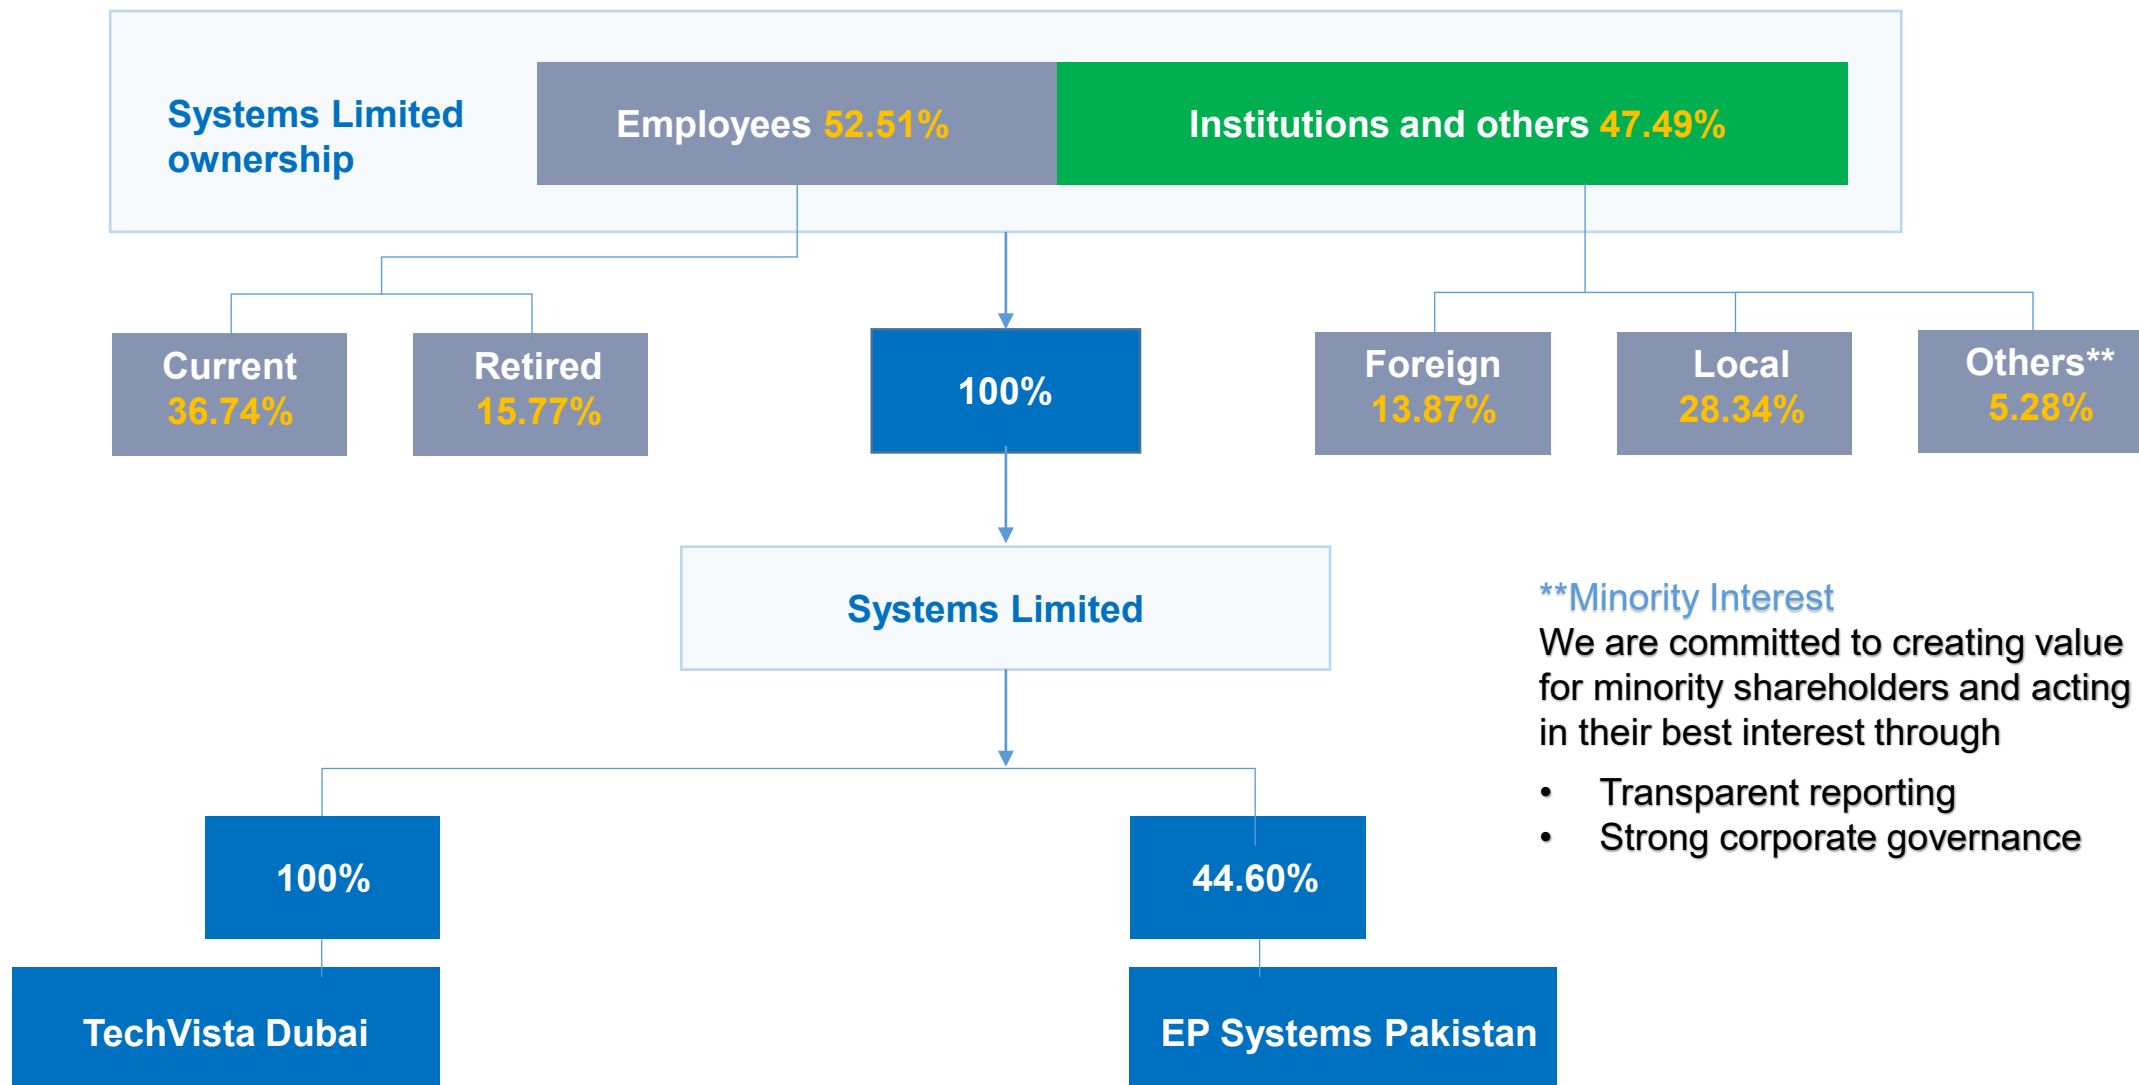 Systems Limited
ownership
Employees 52.51%
Institutions and others 47.49%
Current
36.74%
Retired
15.77%
100%
Foreign
13.87%
Local
28.34%
Others**
5.28%
Systems Limited
**Minority Interest
We are committed to creating value
for minority shareholders and acting
in their best interest through
• Transparent reporting
• Strong corporate governance
100%
44.60%
TechVista Dubai
EP Systems Pakistan